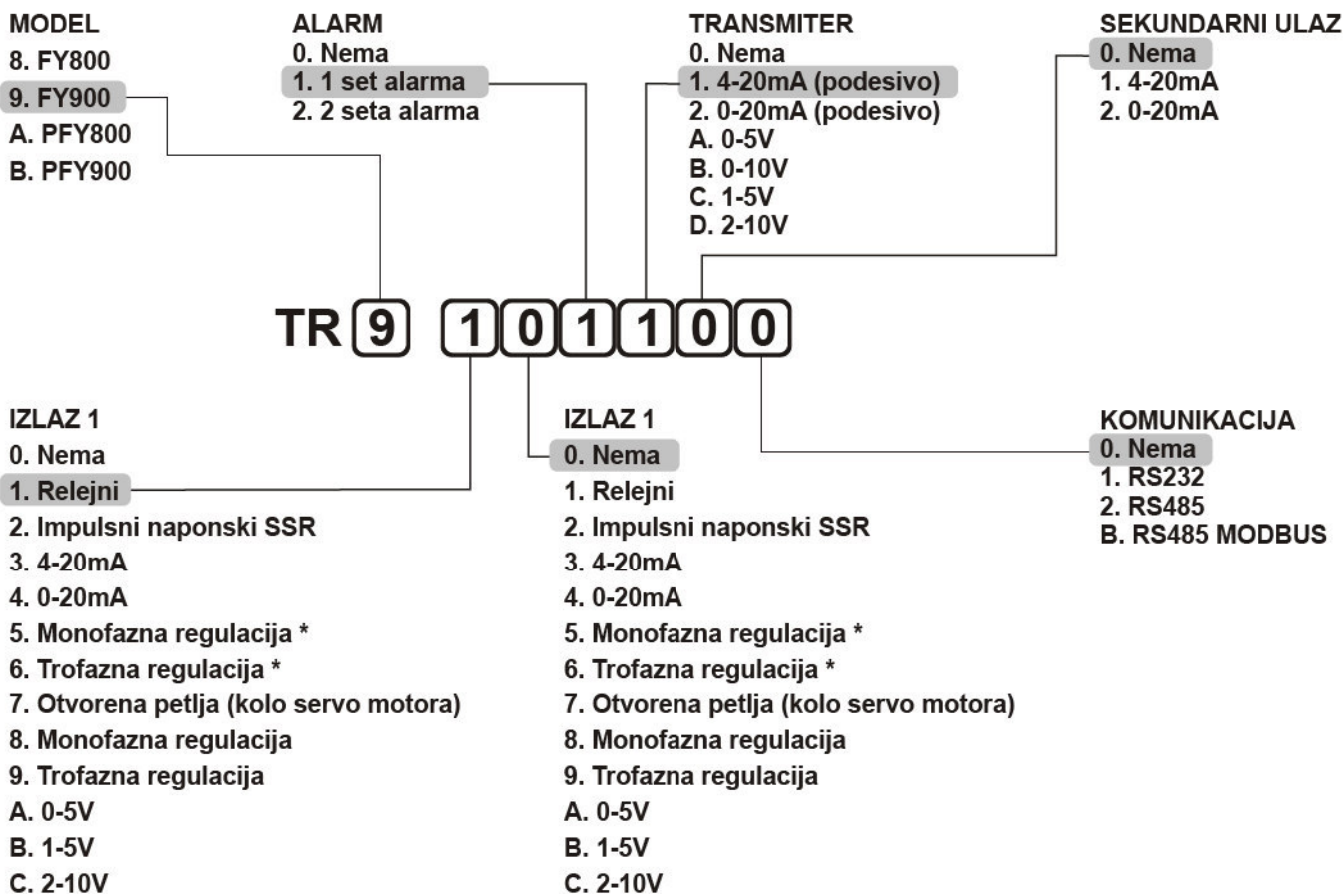 MODEL
8. FY800
9. FY900
A. PFY800
B. PFY900
ALARM
0. Nema
1. 1 set alarma
2. 2 seta alarma
TRANSMITER
0. Nema
1. 4-20mA (podesivo)
2. 0-20mA (podesivo)
A. 0-5V
B. 0-10V
C. 1-5V
D. 2-10V
SEKUNDARNI ULAZ
0. Nema
1. 4-20mA
2. 0-20mA
TR 9 1 0 1 1 0 0
IZLAZ 1
0. Nema
1. Relejni
2. Impulsni naponski SSR
3. 4-20mA
4. 0-20mA
5. Monofazna regulacija *
6. Trofazna regulacija *
7. Otvorena petlja (kolo servo motora)
8. Monofazna regulacija
9. Trofazna regulacija
A. 0-5V
B. 1-5V
C. 2-10V
IZLAZ 1
0. Nema
1. Relejni
2. Impulsni naponski SSR
3. 4-20mA
4. 0-20mA
5. Monofazna regulacija *
6. Trofazna regulacija *
7. Otvorena petlja (kolo servo motora)
8. Monofazna regulacija
9. Trofazna regulacija
A. 0-5V
B. 1-5V
C. 2-10V
KOMUNIKACIJA
0. Nema
1. RS232
2. RS485
B. RS485 MODBUS